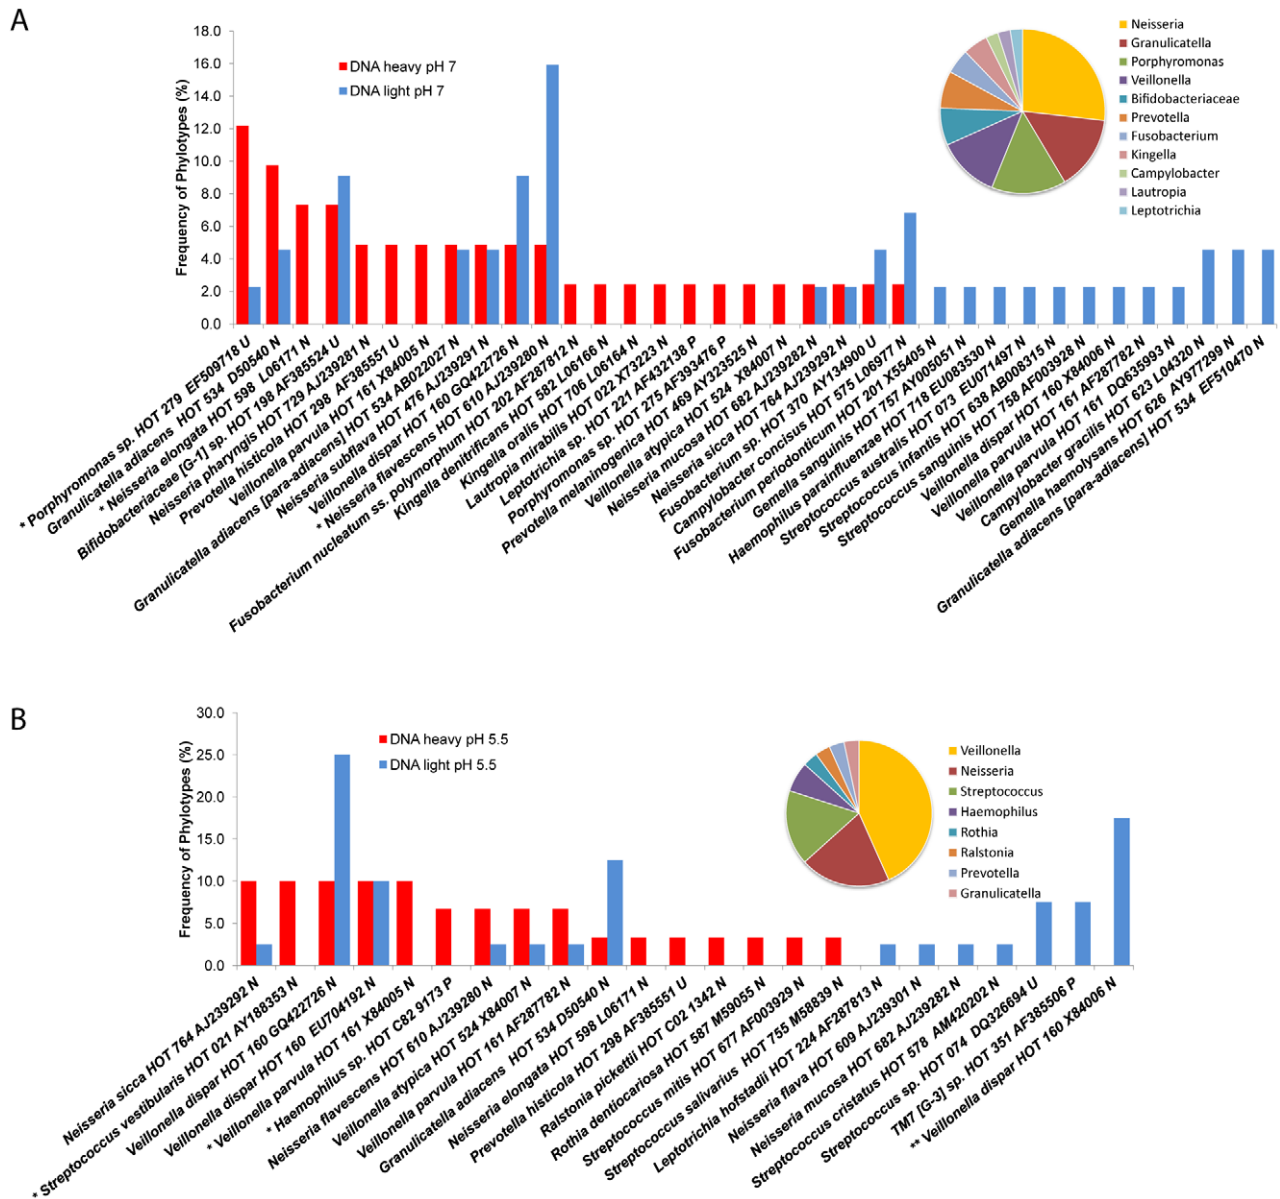 A
18.0
16.0
14.0
12.0
10.0
8.0
6.0
4.0
2.0
0.0
Frequency of Phylotypes (%)
DNA heavy pH 7
DNA light pH 7
Neisseria
Granulicatella
Porphyromonas
Veillonella
Bifidobacteriaceae
Prevotella
Fusobacterium
Kingella
Campylobacter
Lautropia
Leptotrichia
* Porphyromonas sp. HOT 279 EF509718 U
Granulicatella adiacens HOT 534 D50540 N
* Neisseria elongata HOT 598 L06171 N
Bifidobacteriaceae [G-1] sp. HOT 198 AF385524 U
Neisseria pharyngis HOT 729 AJ239281 N
Prevotella histicola HOT 298 AF385551 U
Veillonella parvula HOT 161 X84005 N
Granulicatella adiacens [para-adiacens] HOT 534 AB022027 N
Neisseria subflava HOT 476 AJ239291 N
Veillonella dispar HOT 160 GQ422726 N
* Neisseria flavescens HOT 610 AJ239280 N
Fusobacterium nucleatum ss. polymorphum HOT 202 AF287812 N
Kingella denitrificans HOT 582 L06166 N
Kingella oralis HOT 706 L06164 N
Lautropia mirabilis HOT 022 X73223 N
Leptotrichia sp. HOT 221 AF432138 P
Porphyromonas sp. HOT 275 AF393476 P
Prevotella melaninogenica HOT 469 AY323525 N
Veillonella atypica HOT 524 X84007 N
Neisseria mucosa HOT 682 AJ239282 N
Neisseria sicca HOT 764 AJ239292 N
Fusobacterium sp. HOT 370 AY134900 U
Campylobacter concisus HOT 575 L06977 N
Fusobacterium periodonticum HOT 201 X55405 N
Gemella sanguinis HOT 757 AY005051 N
Haemophilus parainfluenzae HOT 718 EU083530 N
Streptococcus australis HOT 073 EU071497 N
Streptococcus infantis HOT 638 AB008315 N
Streptococcus sanguinis HOT 758 AF003928 N
Veillonella dispar HOT 160 X84006 N
Veillonella parvula HOT 161 AF287782 N
Villonella parvula HOT 161 DQ635993 N
Campylobacter gracilis HOT 623 L04320 N
Gemella haemolysans HOT 626 AY977299 N
Granulicatella adiacens [para-adiacens] HOT 534 EF510470 N
B
30.0
25.0
20.0
15.0
10.0
5.0
0.0
Frequency of Phylotypes (%)
DNA heavy pH 5.5
DNA light pH 5.5
Veillonella
Neisseria
Streptococcus
Haemophilus
Rothia
Ralstonia
Prevotella
Granulicatella
Neisseria sicca HOT 764 AJ239292 N
* Streptococcus vestibularis HOT 021 AY188353 N
Veillonella dispar HOT 160 GQ422726 N
Veillonella dispar HOT 160 EU704192 N
* Veillonella parvula HOT 161 X84005 N
* Haemophilus sp. HOT C82 9173 P
Neisseria flavescens HOT 610 AJ239280 N
Veillonella atypica HOT 524 X84007 N
Veillonella parvula HOT 161 AF287782 N
Granulicatella adiacens HOT 534 D50540 N
Neisseria elongata HOT 598 L06171 N
Prevotella histicola HOT 298 AF385551 U
Ralstonia pickettii HOT C02 1342 N
Rothia dentocariosa HOT 587 M59055 N
Streptococcus mitis HOT 677 AF003929 N
Streptococcus salivarius HOT 755 M58839 N
Leptotrichia hofstadii HOT 224 AF287813 N
Neisseria flava HOT 609 AJ239301 N
Neisseria mucosa HOT 682 AJ239282 N
Streptococcus cristatus HOT 578 AM420202 N
Streptococcus sp. HOT 074 DQ326694 U
TM7 [G-3] sp. HOT 351 AF385506 P
** Veillonella dispar HOT 160 X84006 N